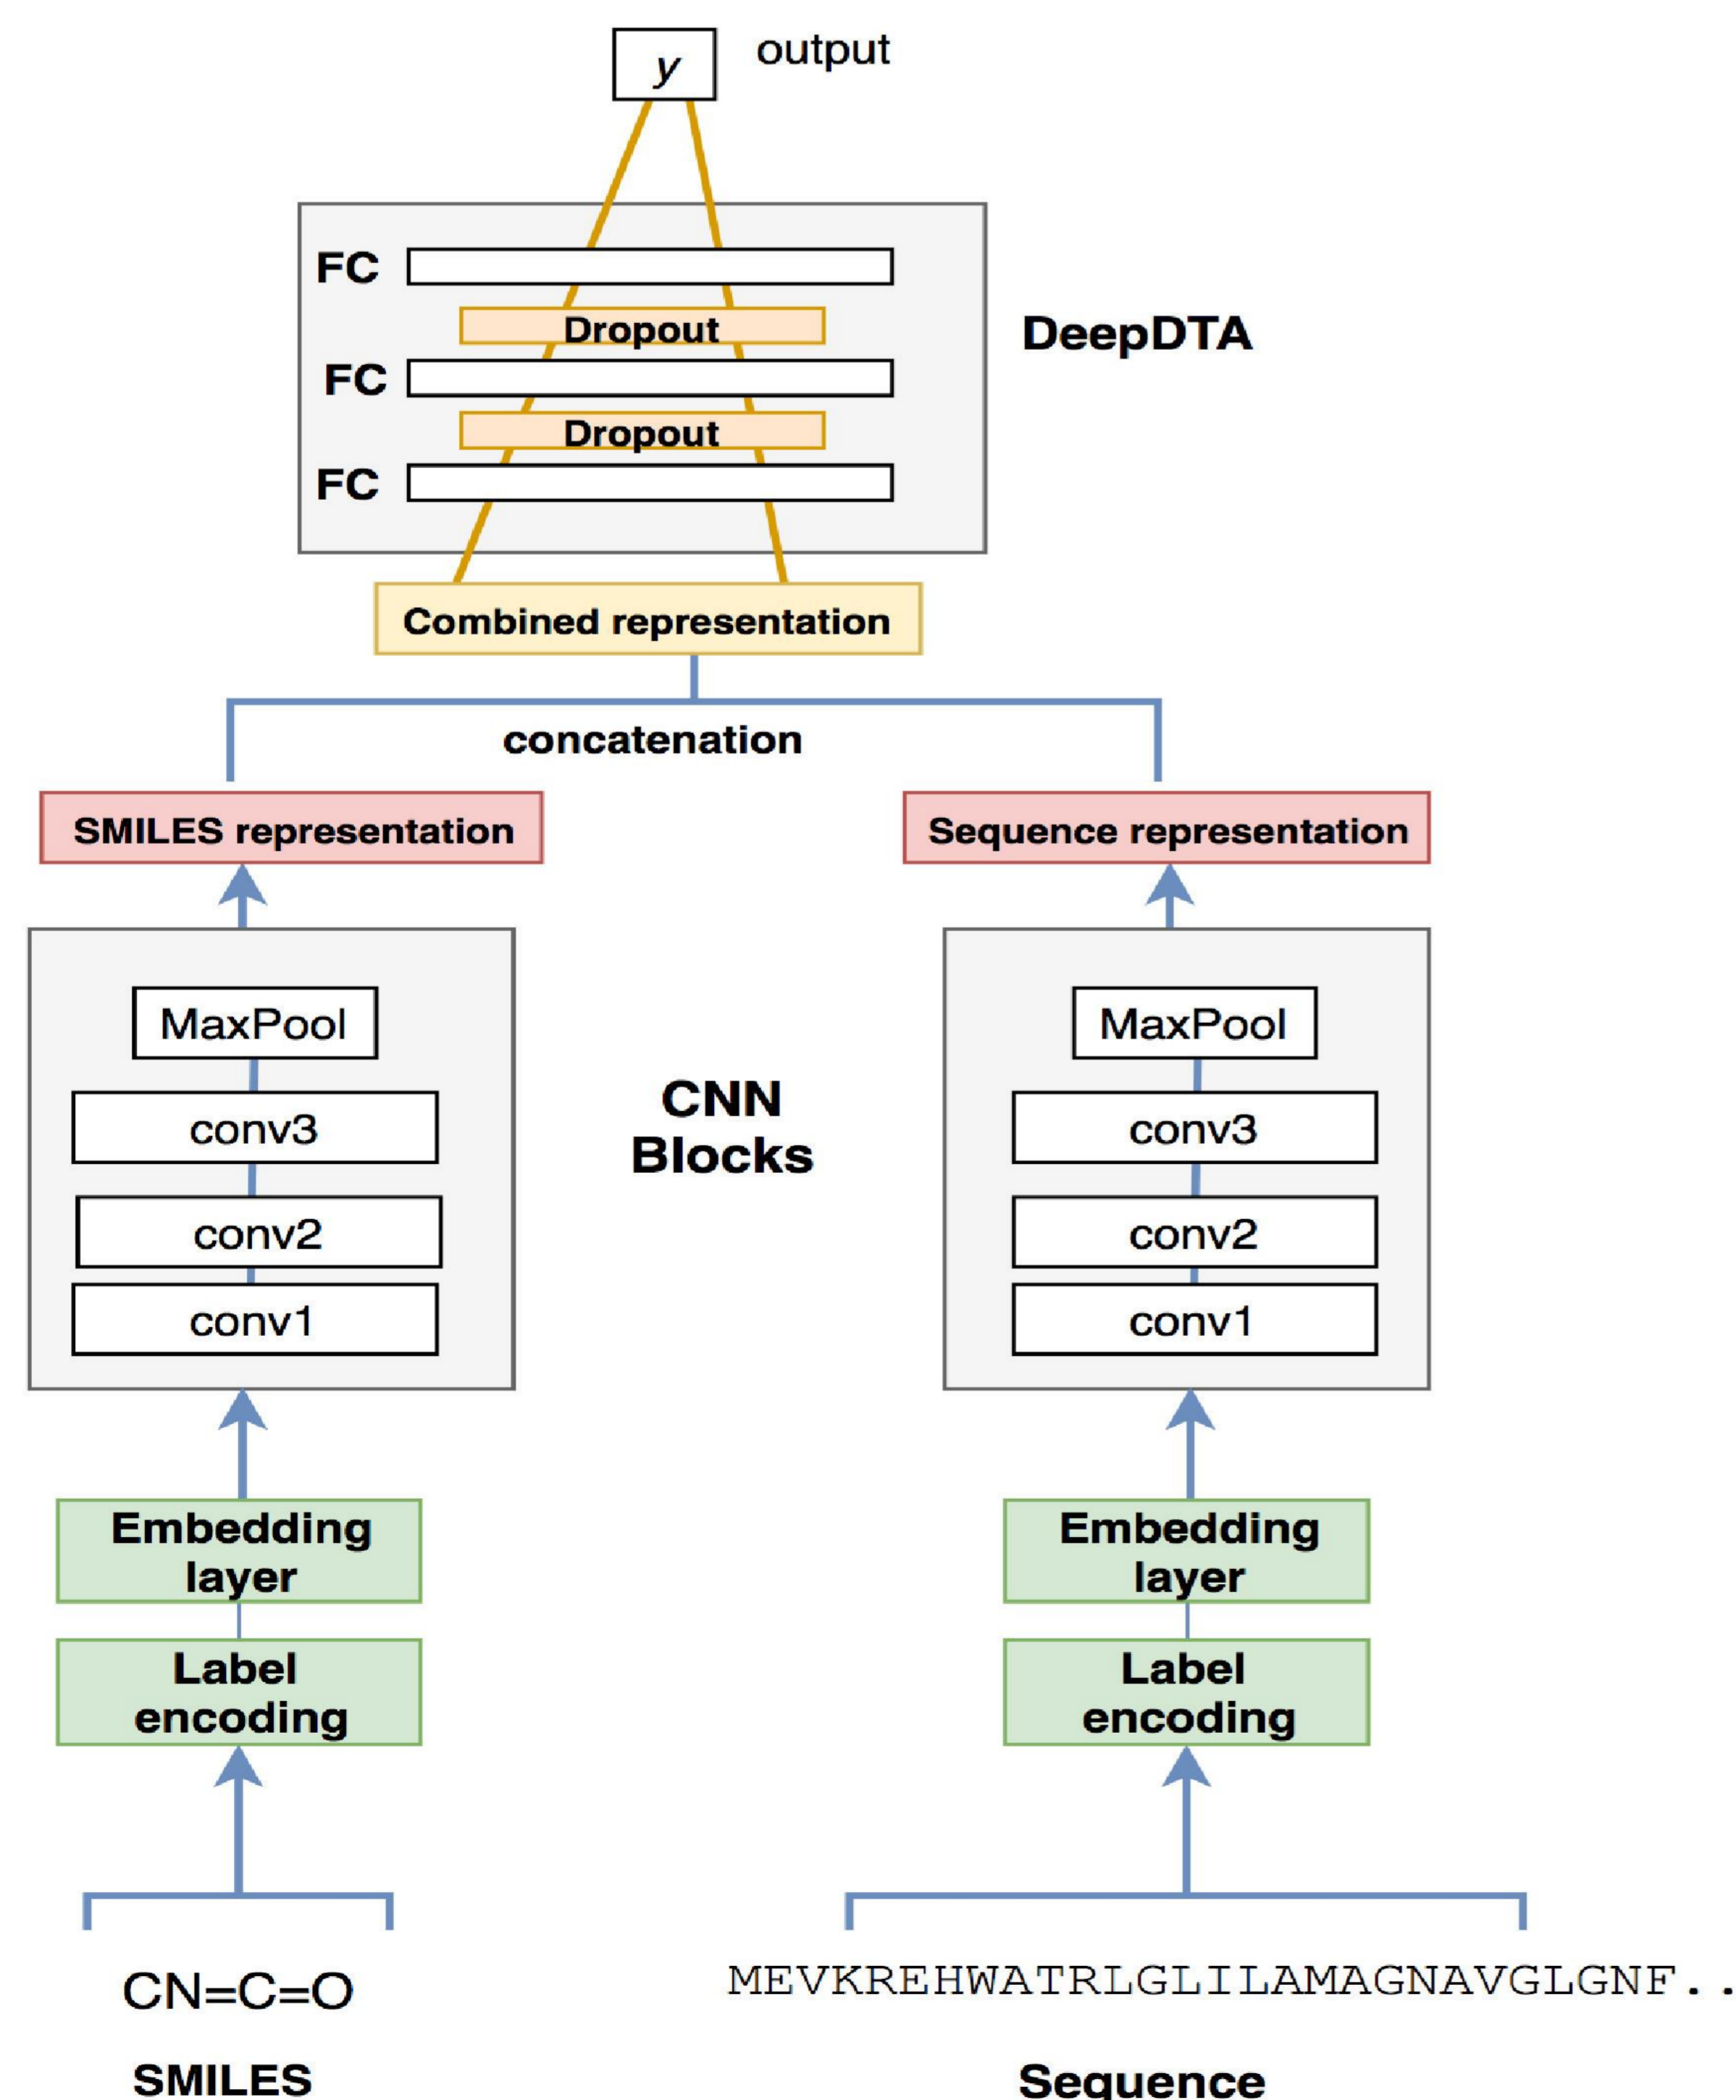 y
output
FC
Dropout
FC
Dropout
FC
DeepDTA
Combined representation
concatenation
SMILES representation
Sequence representation
MaxPool
conv3
conv2
conv1
CNN
Blocks
MaxPool
conv3
conv2
conv1
Embedding
layer
Label
encoding
Embedding
layer
Label
encoding
CN=C=O
MEVKREHWATRLGLILAMAGNAVGLGNF..
SMILES
Sequence